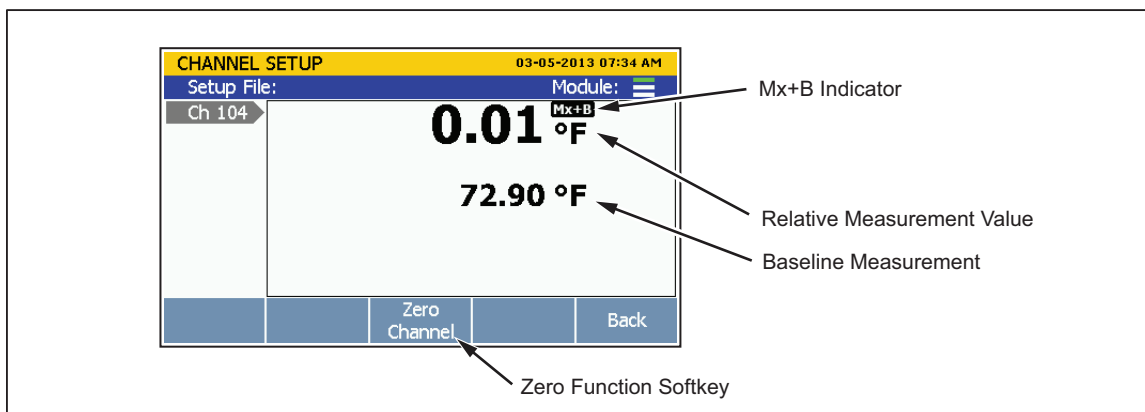 CHANNEL SETUP 03-05-2013 07:34 AM
Setup File: Module:
Ch 104
Mx+B
0.01 °F
72.90 °F
Zero
Channel
Back
Mx+B Indicator
Relative Measurement Value
Baseline Measurement
Zero Function Softkey